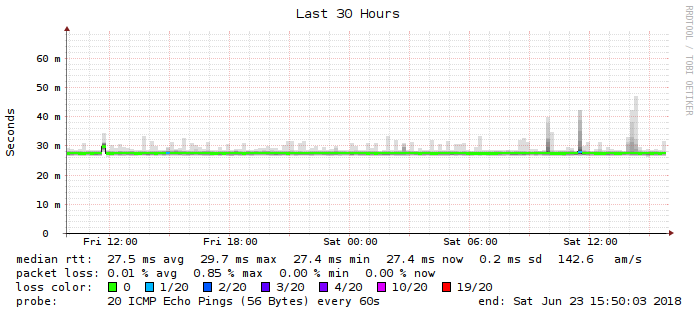 Last 30 Hours
RRDTOOL / TOBI OETIKER
Seconds
60 m
50 m
40 m
30 m
20 m
10 m
0
Fri 12:00 Fri 18:00 Sat 00:00 Sat 06:00 Sat 12:00
median rtt: 27.5 ms avg 29.7 ms max 27.4 ms min 27.4 ms now 0.2 ms sd 142.6 am/s
packet loss: 0.01 % avg 0.85 % max 0.00 % min 0.00 % now
loss color: 0 1/20 2/20 3/20 4/20 10/20 19/20
probe: 20 ICMP Echo Pings (56 Bytes) every 60s end: Sat Jun 23 15:50:03 2018